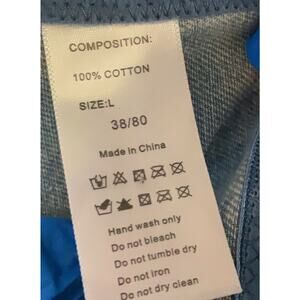 COMPOSITION:
100% COTTON
SIZE:L
38/80
Made in China
Hand wash only
Do not bleach
Do not tumble dry
Do not iron
Do not dry clean